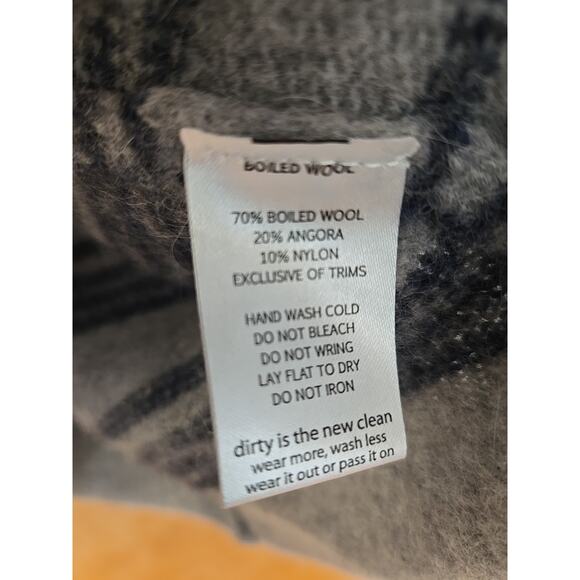 BOILED WOOL
70% BOILED WOOL
20% ANGORA
10% NYLON
EXCLUSIVE OF TRIMS
HAND WASH COLD
DO NOT BLEACH
DO NOT WRING
LAY FLAT TO DRY
DO NOT IRON
dirty is the new clean
wear more, wash less
wear it out or pass it on